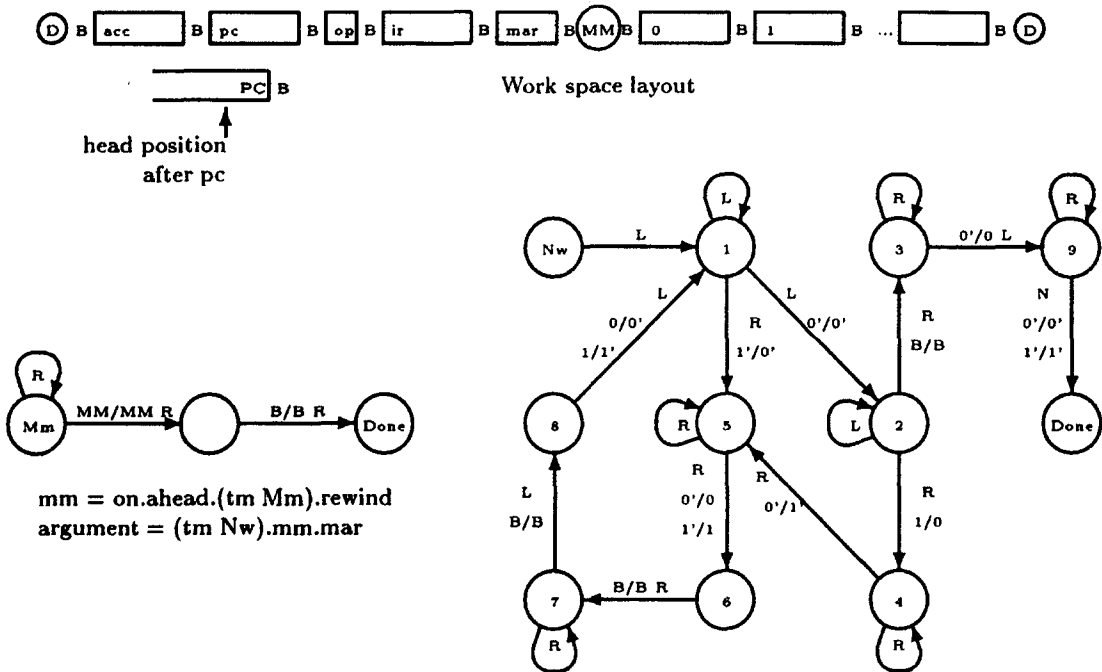 D B acc B pc B op B ir B mar B MM B 0 B 1 B ... B D
PC B
Work space layout
head position
after pc
L
R
R
Nw
L
1
3
0'/0 L
9
L
0/0'
1/1'
R
1'/0'
L
0'/0'
R
B/B
N
0'/0'
1'/1'
R
Mm
MM/MM R
B/B R
Done
8
R
5
L
2
Done
mm = on.ahead.(tm Mm).rewind
argument = (tm Nw).mm.mar
L
B/B
R
0'/0
1'/1
R
0'/1'
R
1/0
7
B/B R
6
4
R
R